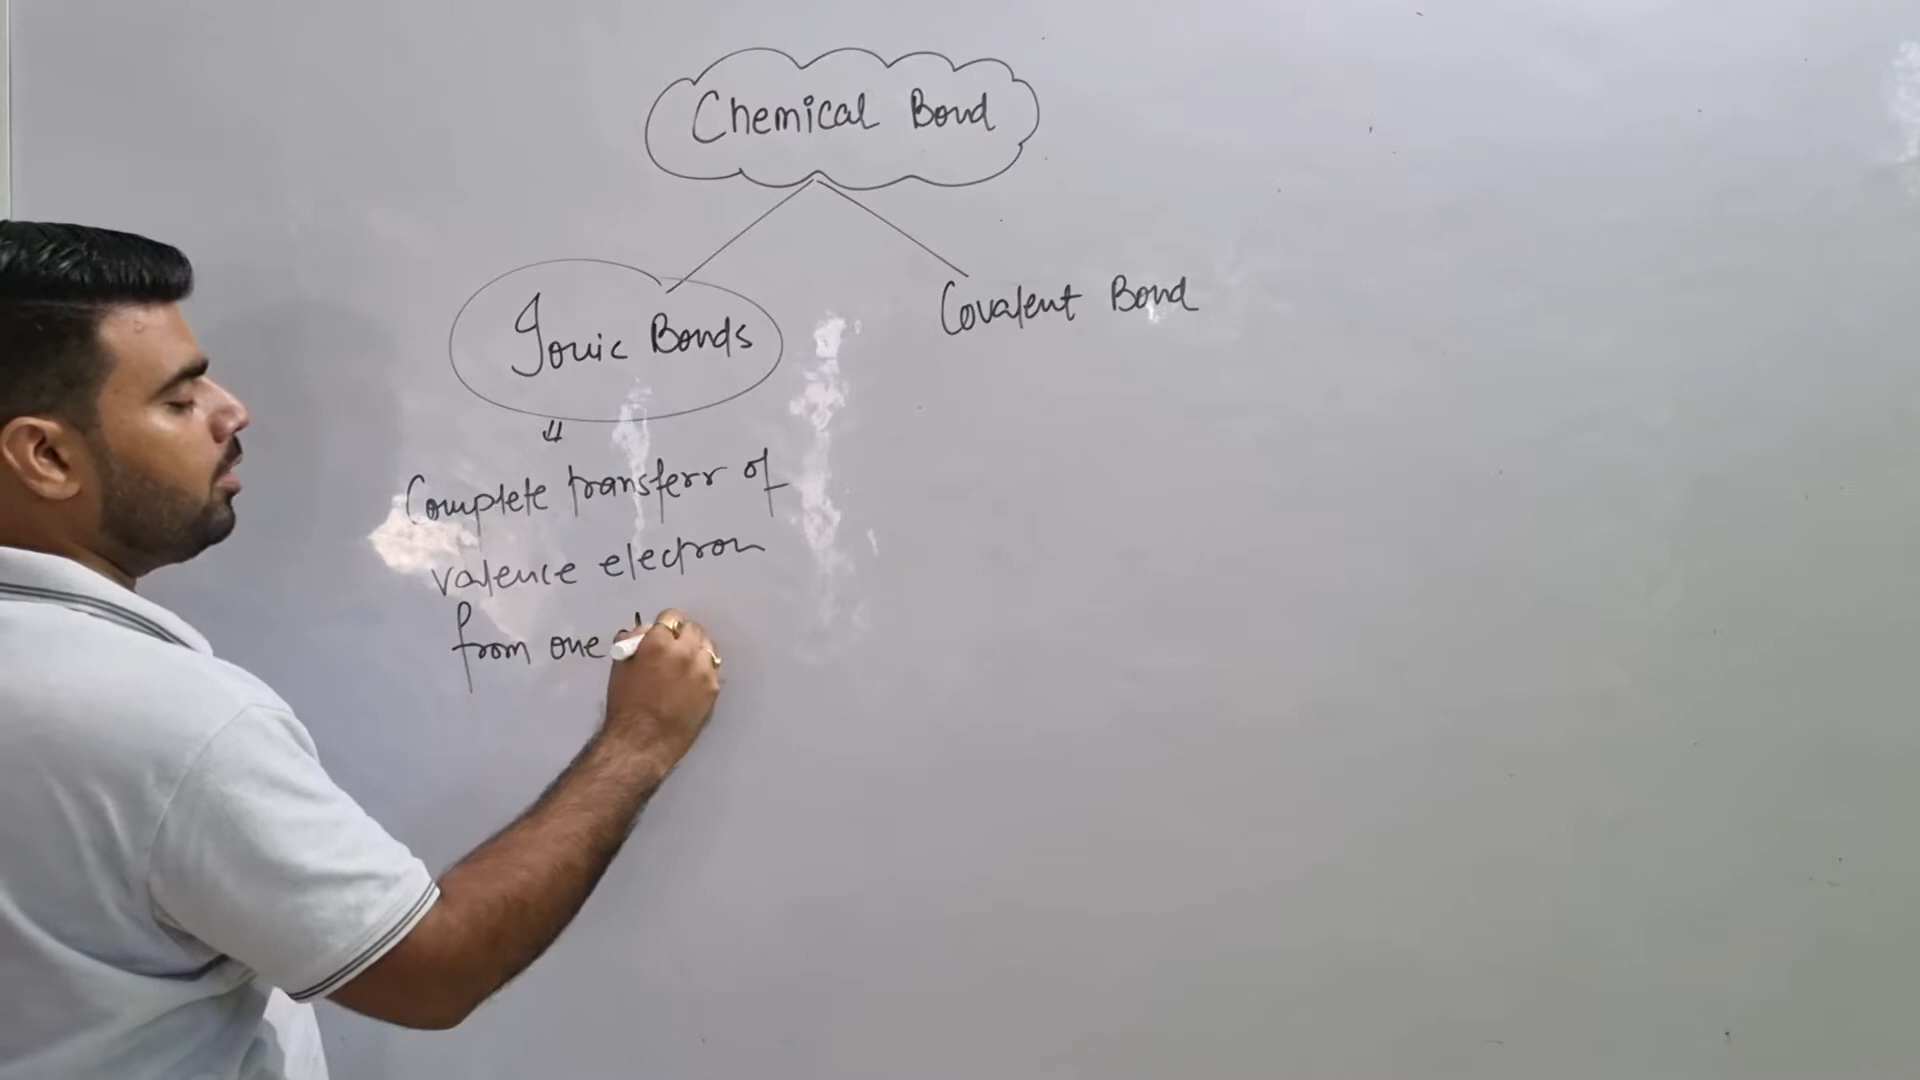 Chemical Bond
Ionic Bonds
Covalent Bond
Complete transferr of
valence electron
from one